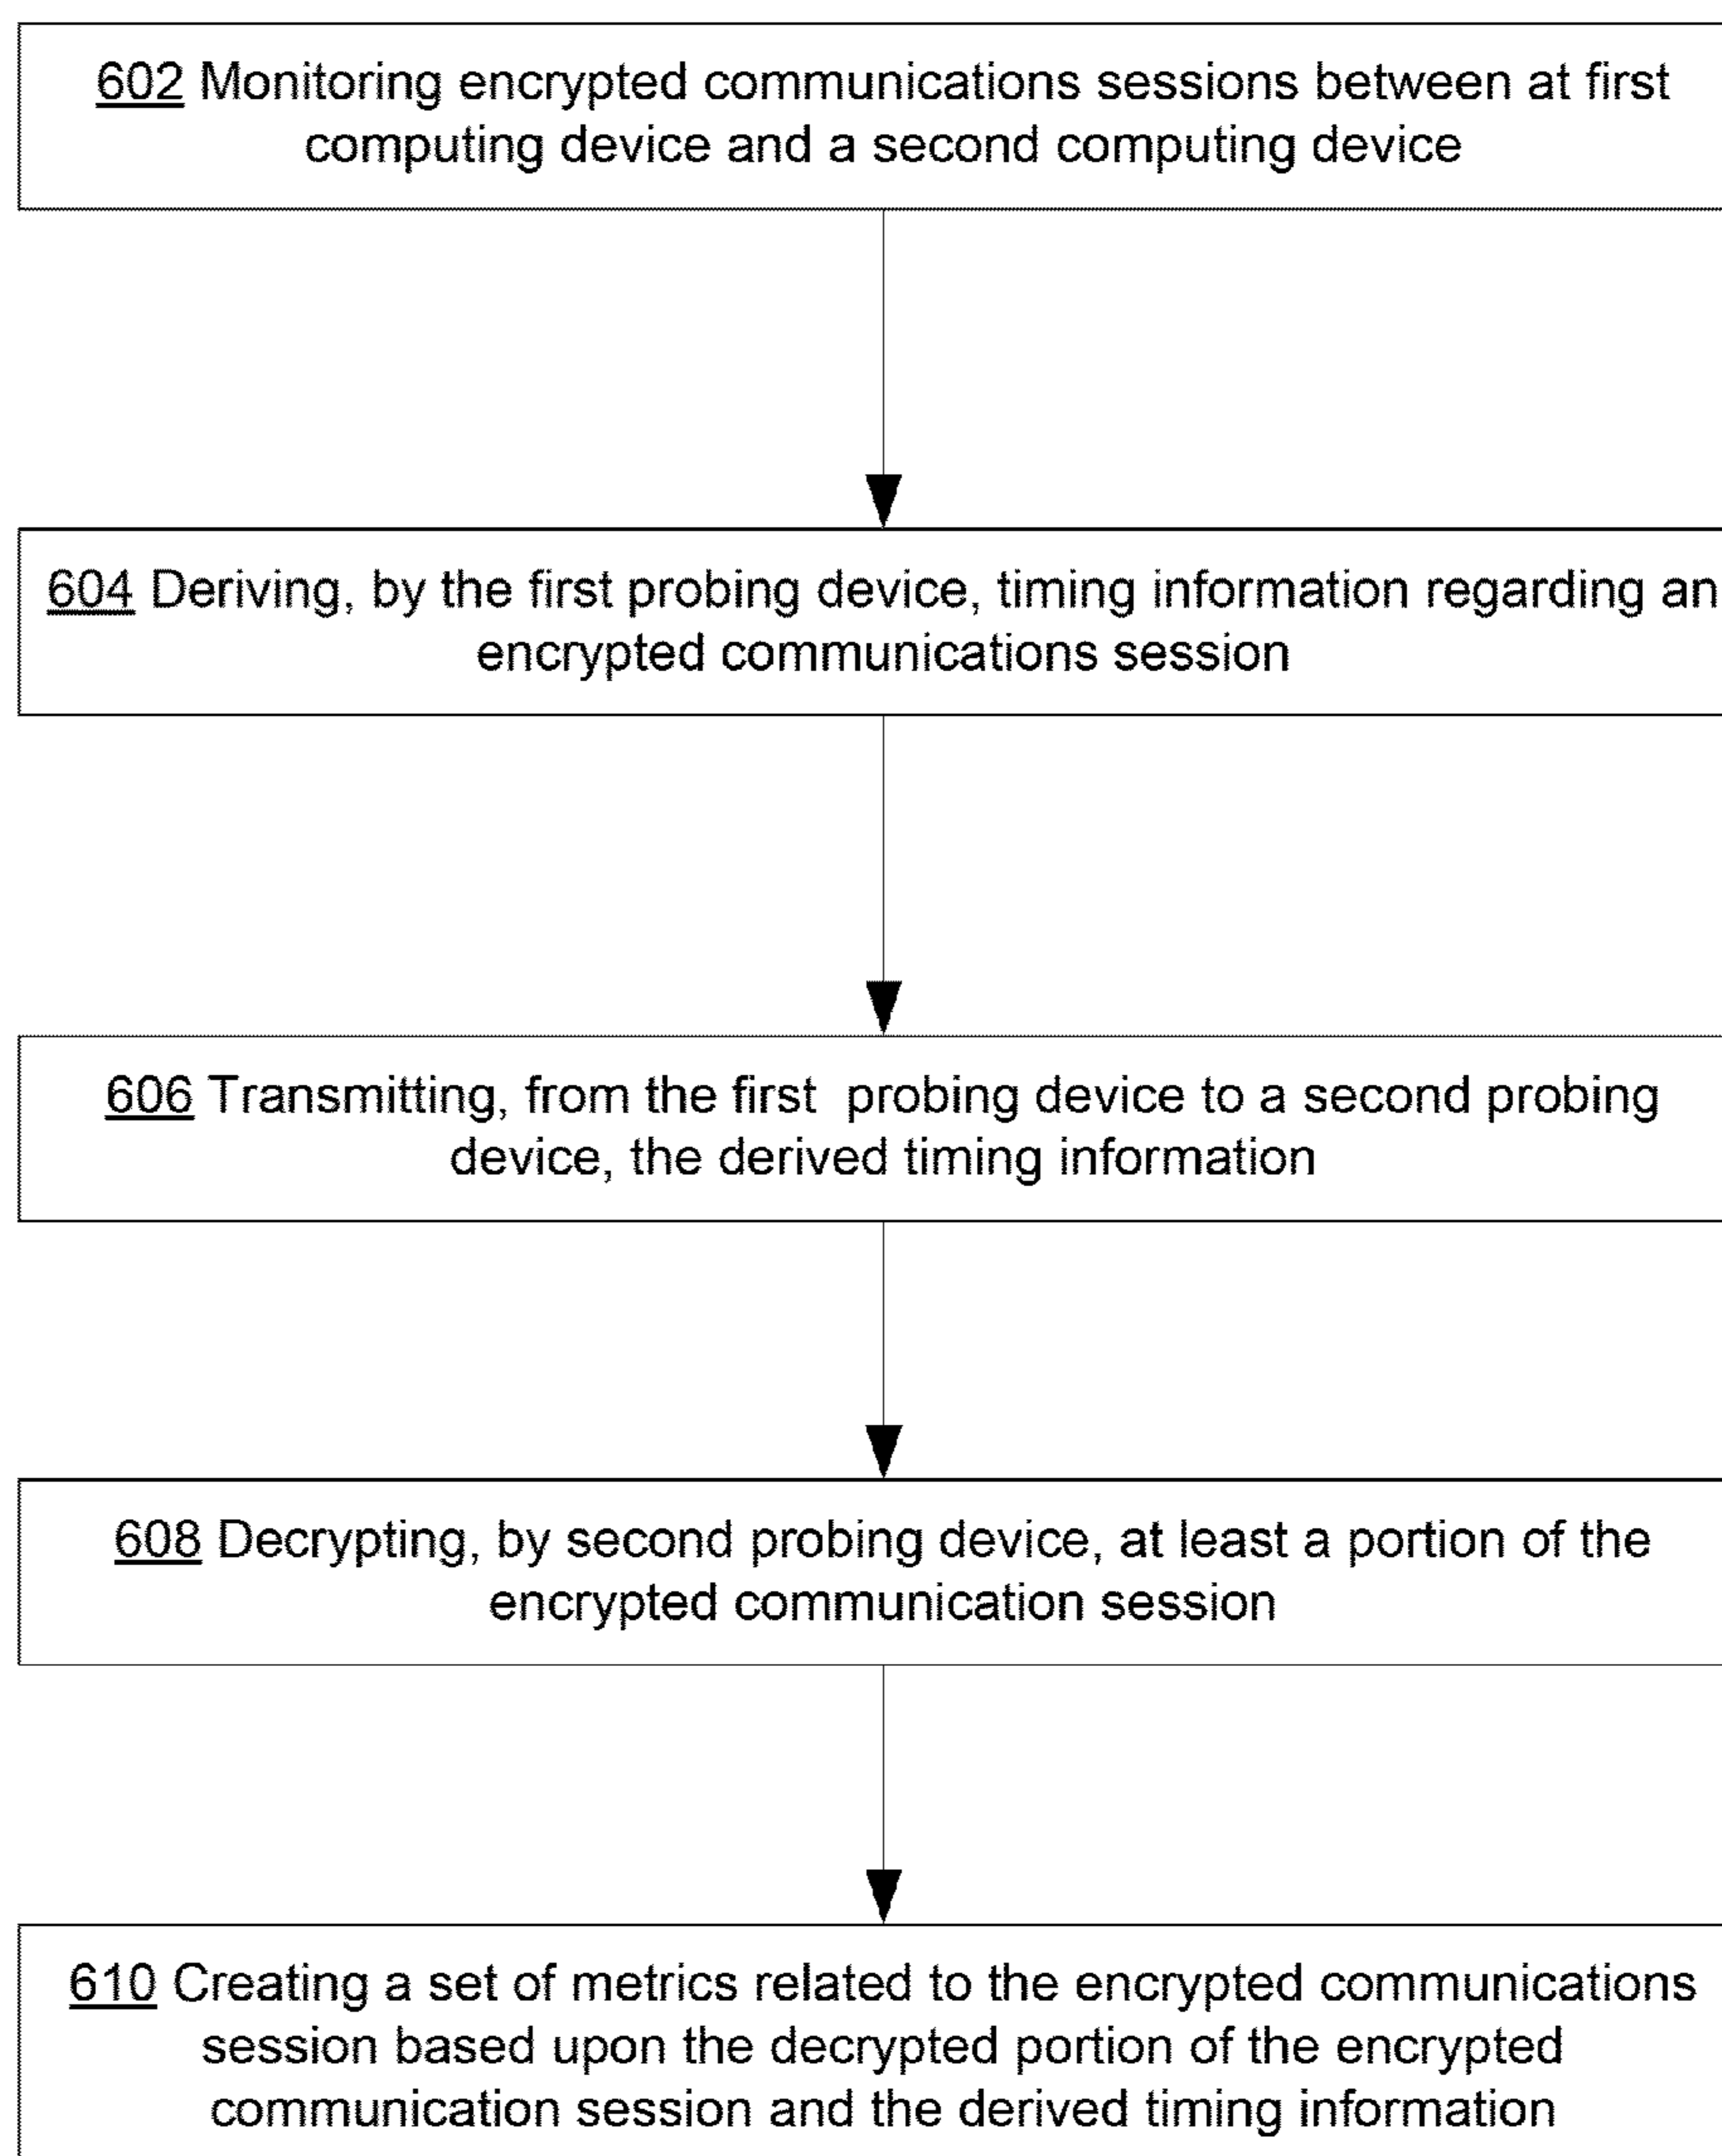 602 Monitoring encrypted communications sessions between at first
computing device and a second computing device
604 Deriving, by the first probing device, timing information regarding an
encrypted communications session
606 Transmitting, from the first probing device to a second probing
device, the derived timing information
608 Decrypting, by second probing device, at least a portion of the
encrypted communication session
610 Creating a set of metrics related to the encrypted communications
session based upon the decrypted portion of the encrypted
communication session and the derived timing information